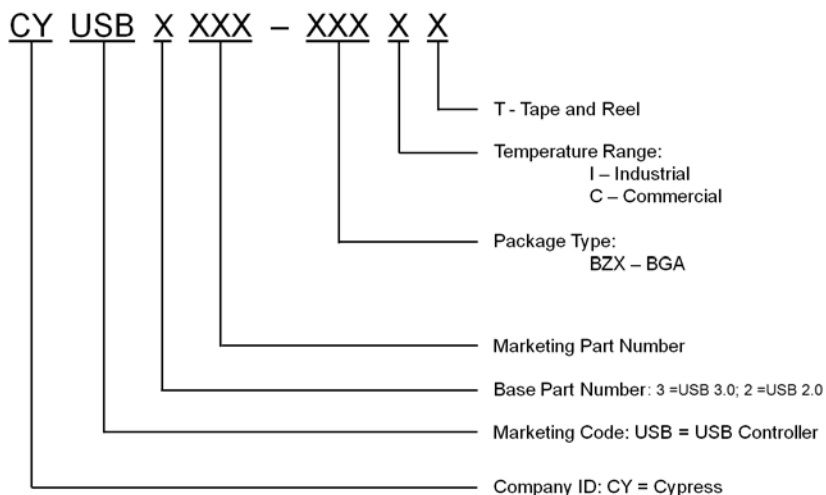 CY USB X XXX – XXX X X
T - Tape and Reel
Temperature Range:
I – Industrial
C – Commercial
Package Type:
BZX – BGA
Marketing Part Number
Base Part Number: 3 =USB 3.0; 2 =USB 2.0
Marketing Code: USB = USB Controller
Company ID: CY = Cypress